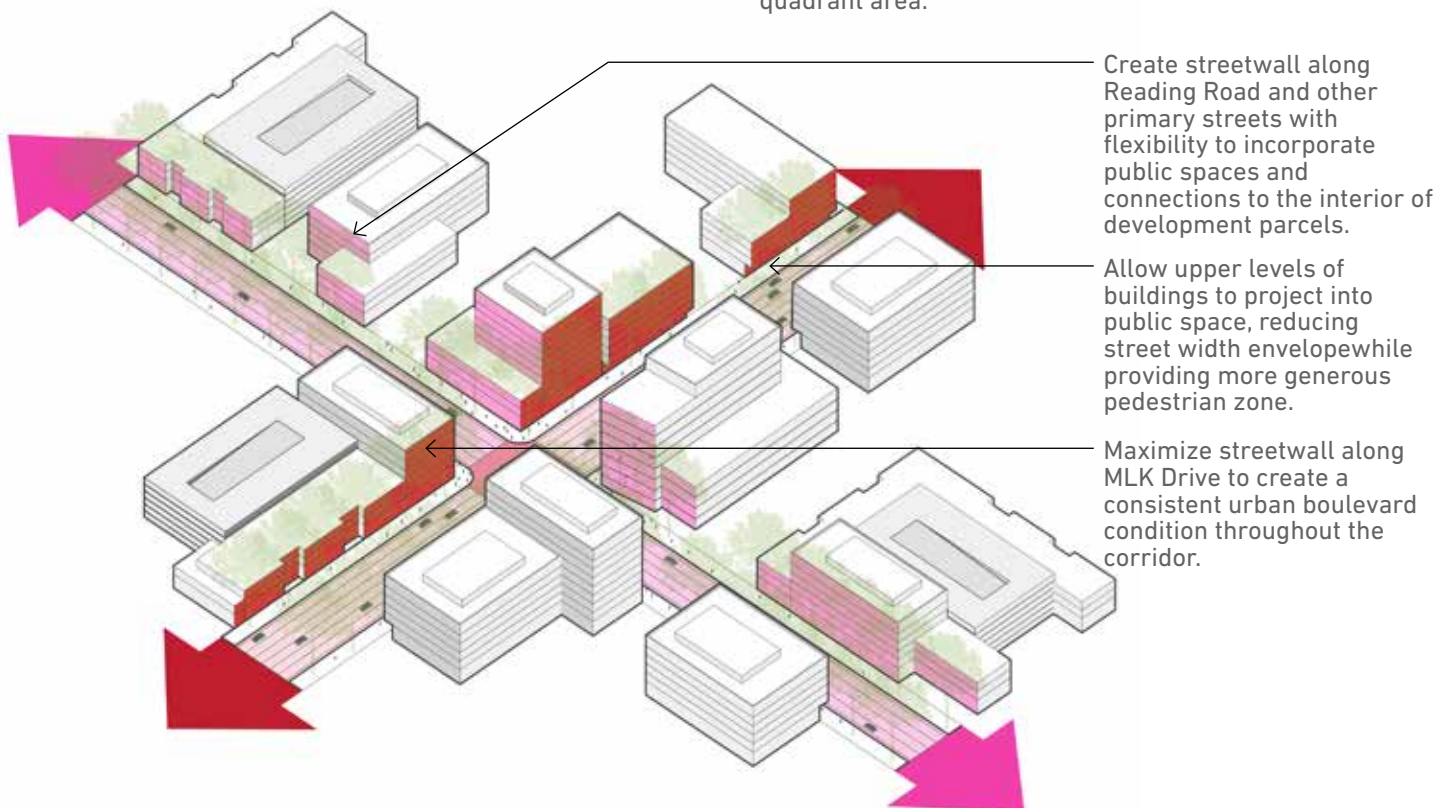 quadrant area.
Create streetwall along
Reading Road and other
primary streets with
flexibility to incorporate
public spaces and
connections to the interior of
development parcels.
Allow upper levels of
buildings to project into
public space, reducing
street width envelopewhile
providing more generous
pedestrian zone.
Maximize streetwall along
MLK Drive to create a
consistent urban boulevard
condition throughout the
corridor.